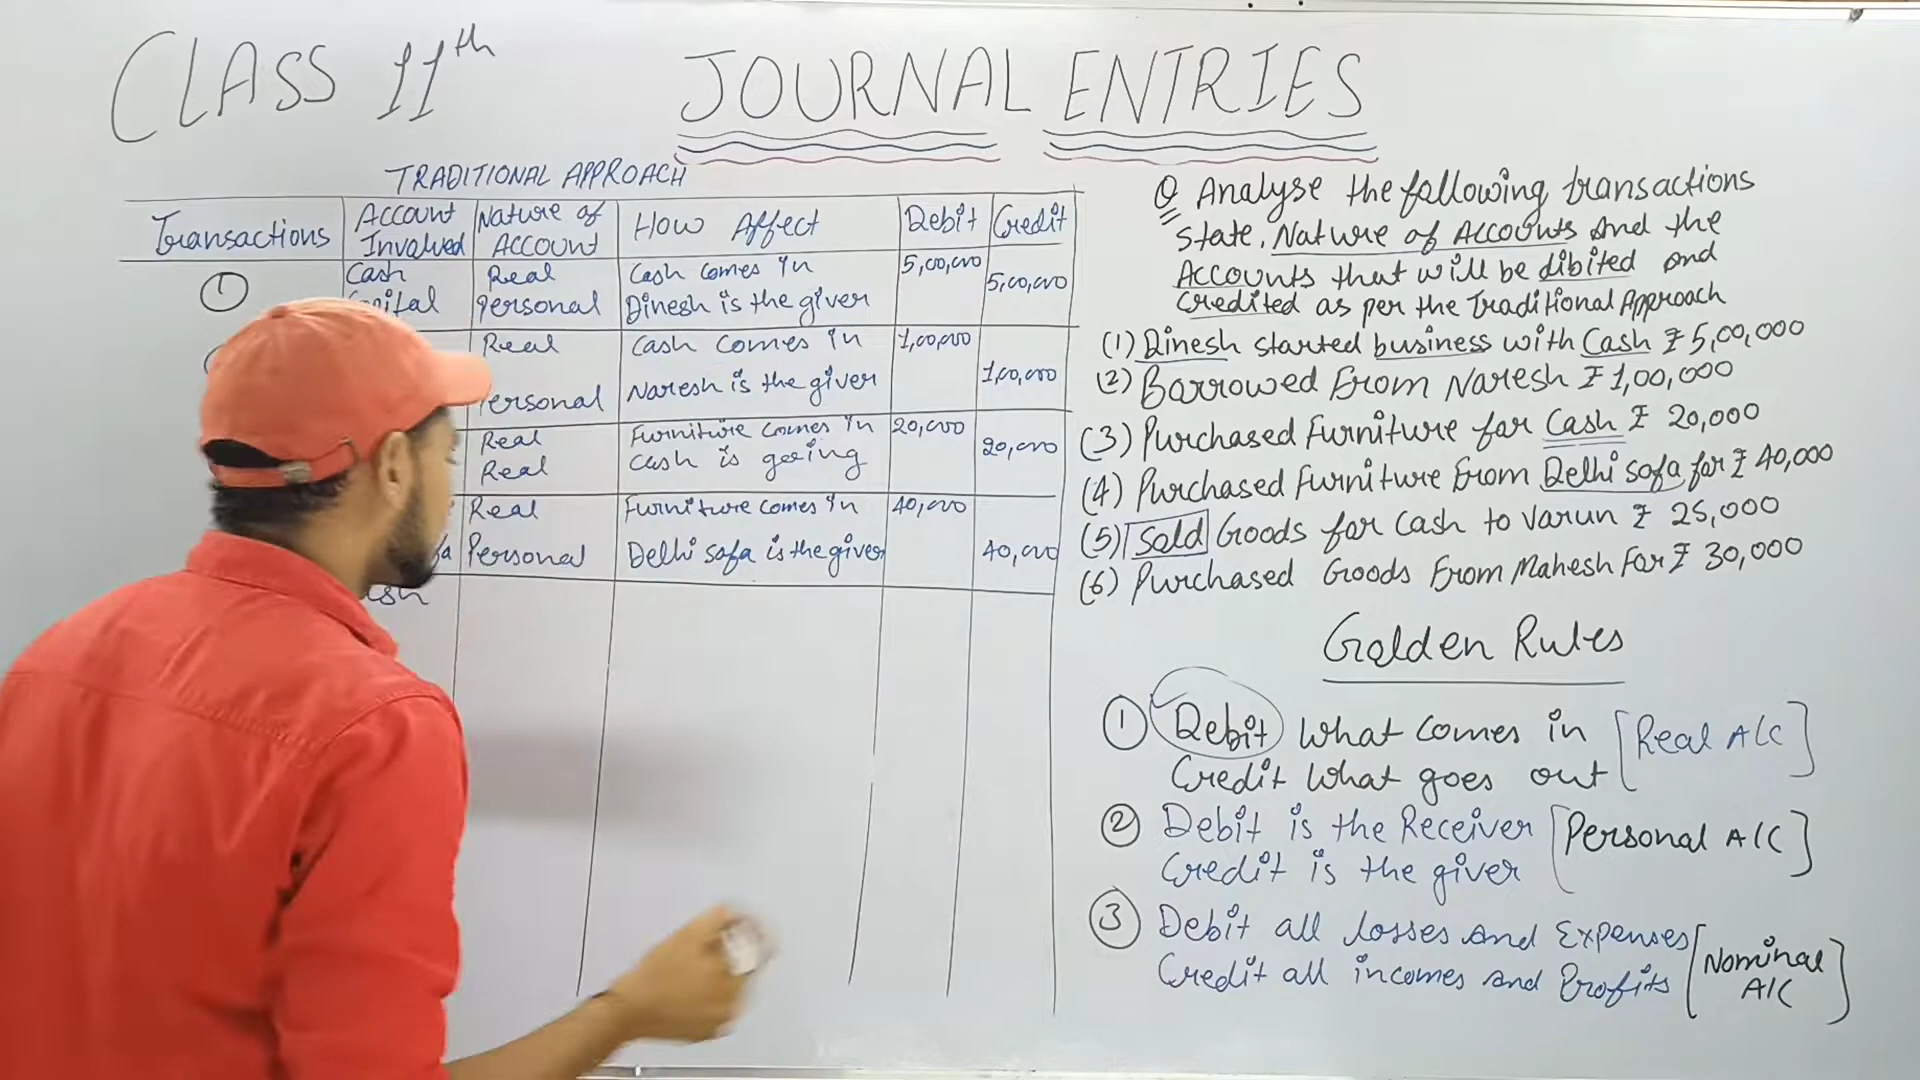 CLASS 11th
JOURNAL ENTRIES
TRADITIONAL APPROACH
Transactions
Account Involved
Nature of Account
How Affect
Debit
Credit
①
Cash
Real
Cash comes in
5,00,000
Personal
Dinesh is the giver
5,00,000
Real
Cash comes in
1,00,000
Personal
Naresh is the giver
1,00,000
Real
Furniture comes in
20,000
Real
Cash is going
20,000
Real
Furniture comes in
40,000
Personal
Delhi sofa is the giver
40,000
Q Analyse the following transactions
State, Nature of Accounts And the
Accounts that will be dibited and
Credited as per the Traditional Approach
(1) Dinesh started business with Cash ₹ 5,00,000
(2) Barrowed From Naresh ₹ 1,00,000
(3) Purchased Furniture for Cash ₹ 20,000
(4) Purchased Furniture From Delhi sofa for ₹ 40,000
(5) Sold Goods for Cash to Varun ₹ 25,000
(6) Purchased Goods From Mahesh For ₹ 30,000
Golden Rules
① Debit What Comes in [Real A/C]
Credit What goes out
② Debit is the Receiver [Personal A/C]
Credit is the giver
③ Debit all losses and Expenses [Nominal A/C]
Credit all incomes and Profits